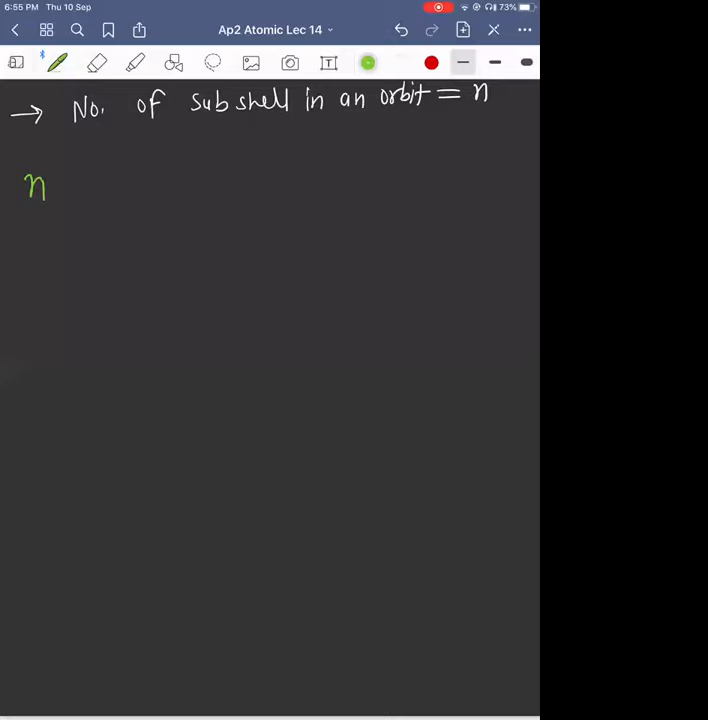 6:55 PM Thu 10 Sep 73%
Ap2 Atomic Lec 14
T
→ No. of subshell in an orbit = n
n